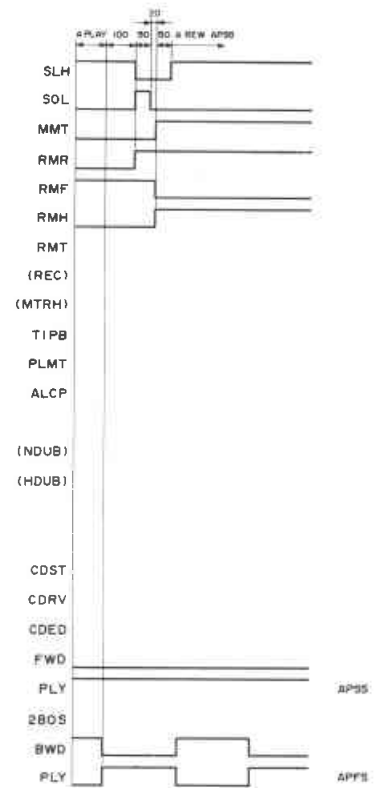 20
A PLAY 100 50 50 A REW APSS
SLH
SOL
MMT
RMR
RMF
RMH
RMT
(REC)
(MTRH)
TIPB
PLMT
ALCP
(NDUB)
(HDUB)
CDST
CDRV
CDED
FWD
PLY APSS
2BOS
BWD
PLY APFS